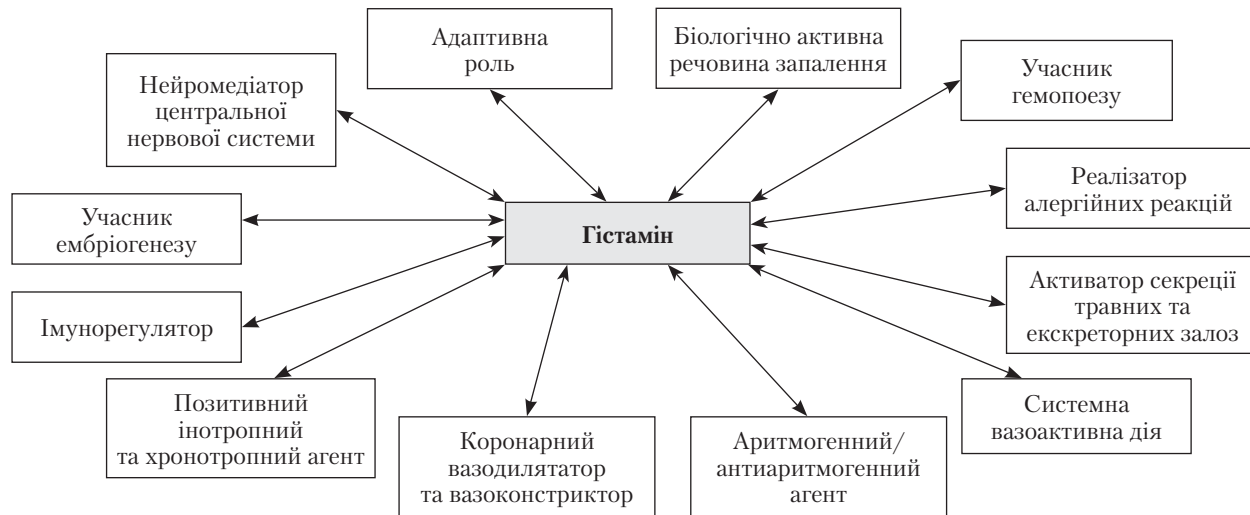 Адаптивна
роль
Біологічно активна
речовина запалення
Учасник
гемопоезу
Нейромедіатор
центральної
нервової системи
Реалізатор
алергійних реакцій
Учасник
ембріогенезу
Гістамін
Активатор секреції
травних та
екскреторних залоз
Імунорегулятор
Позитивний
інотропний
та хронотропний агент
Коронарний
вазодилятатор
та вазоконстриктор
Аритмогенний/
антиаритмогенний
агент
Системна
вазоактивна дія